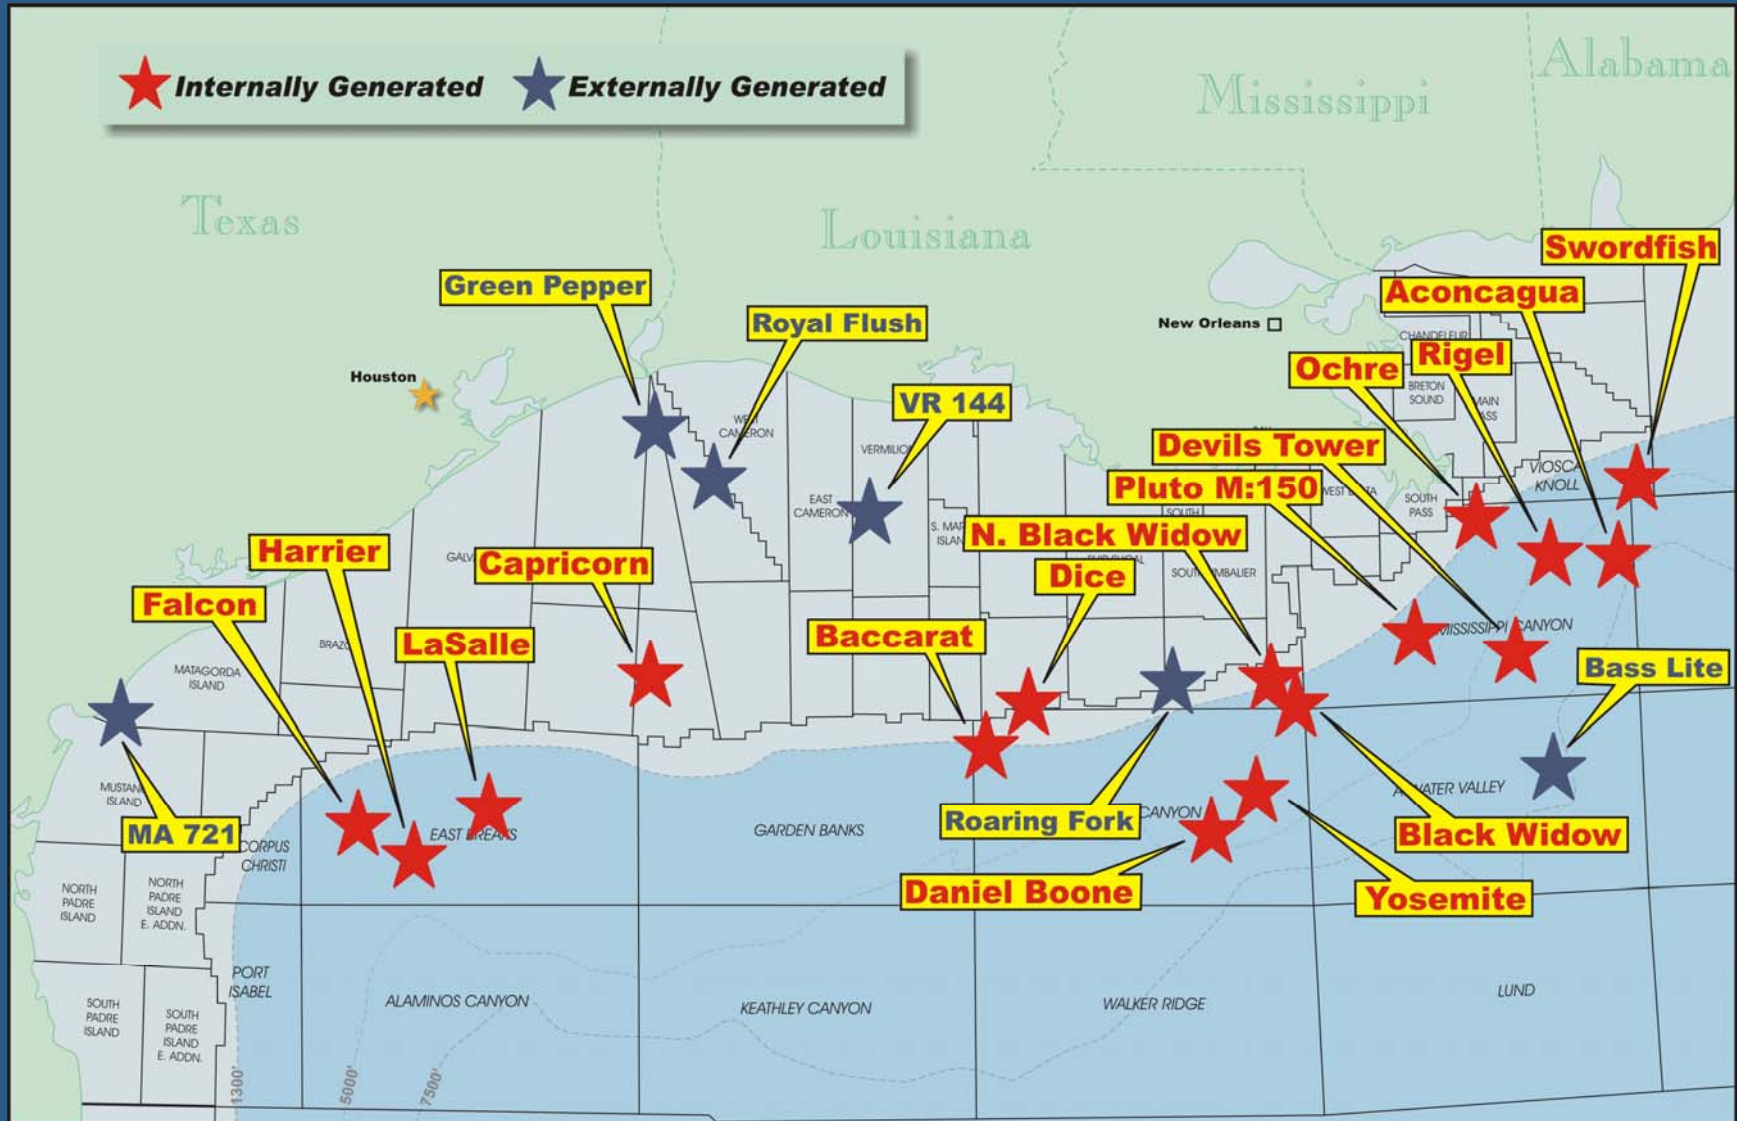 Internally Generated
Externally Generated
Alabama
Mississippi
Texas
Louisiana
Swordfish
Green Pepper
Aconcagua
Royal Flush
New Orleans
CHANDELEUR
Ochre
Rigel
Houston
BRETON
SOUND
VR 144
WEST
CAMERON
Devils Tower
VERMILION
VIOSCA
KNOLL
Pluto M:150
EAST
CAMERON
SOUTH
PASS
SOUTH
N. Black Widow
Harrier
Capricorn
Dice
Falcon
Baccarat
LaSalle
MISSISSIPPI CANYON
MATAGORDA
ISLAND
Bass Lite
ISLAND
MA 721
EAST BREAKS
GARDEN BANKS
Roaring Fork
CANYON
Black Widow
CORPUS
CHRISTI
Daniel Boone
Yosemite
NORTH
PADRE
ISLAND
NORTH
PADRE
ISLAND
E. ADDN.
PORT
ISABEL
ALAMINOS CANYON
KEATHLEY CANYON
WALKER RIDGE
LUND
SOUTH
PADRE
ISLAND
SOUTH
PADRE
ISLAND
E. ADDN.
1300'
5000'
7500'